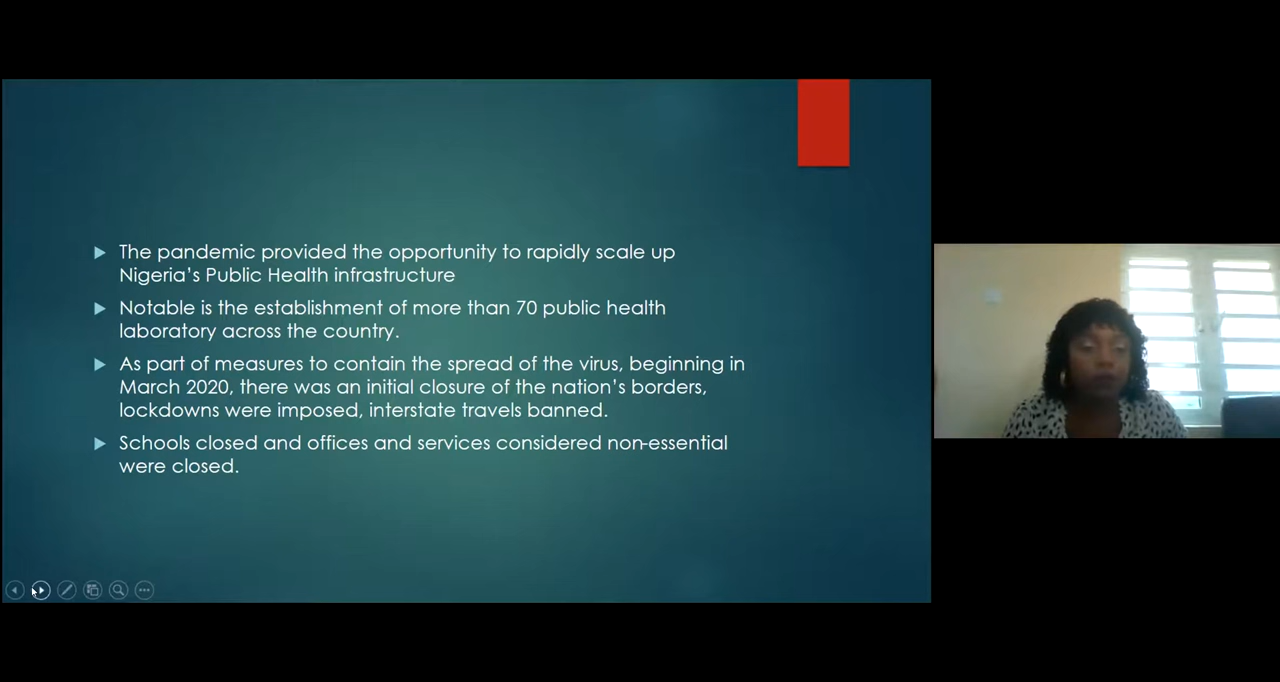 The pandemic provided the opportunity to rapidly scale up
Nigeria’s Public Health infrastructure
Notable is the establishment of more than 70 public health
laboratory across the country.
As part of measures to contain the spread of the virus, beginning in
March 2020, there was an initial closure of the nation’s borders,
lockdowns were imposed, interstate travels banned.
Schools closed and offices and services considered non-essential
were closed.